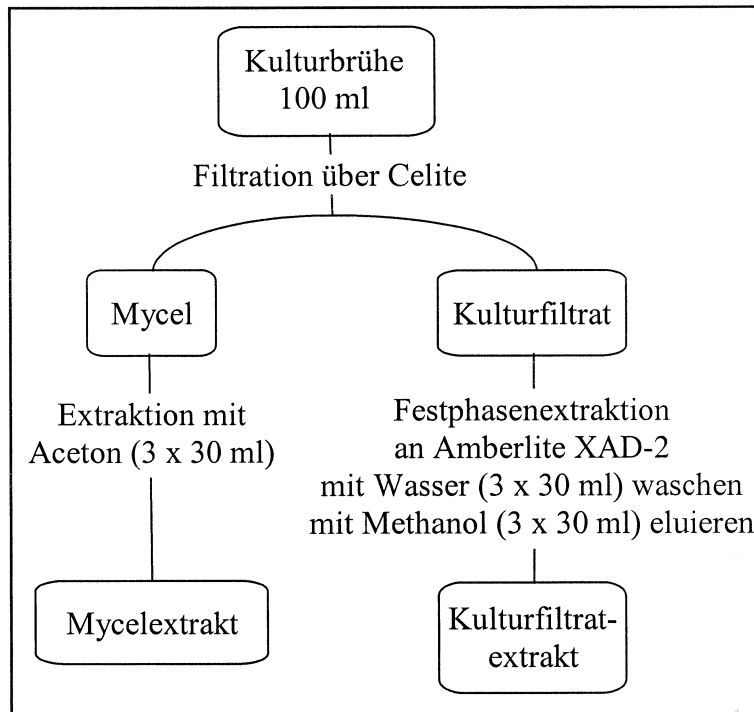 Kulturbrühe
100 ml
Filtration über Celite
Mycel
Kulturfiltrat
Extraktion mit
Aceton (3 x 30 ml)
Festphasenextraktion
an Amberlite XAD-2
mit Wasser (3 x 30 ml) waschen
mit Methanol (3 x 30 ml) eluieren
Mycelextrakt
Kulturfiltrat-
extrakt